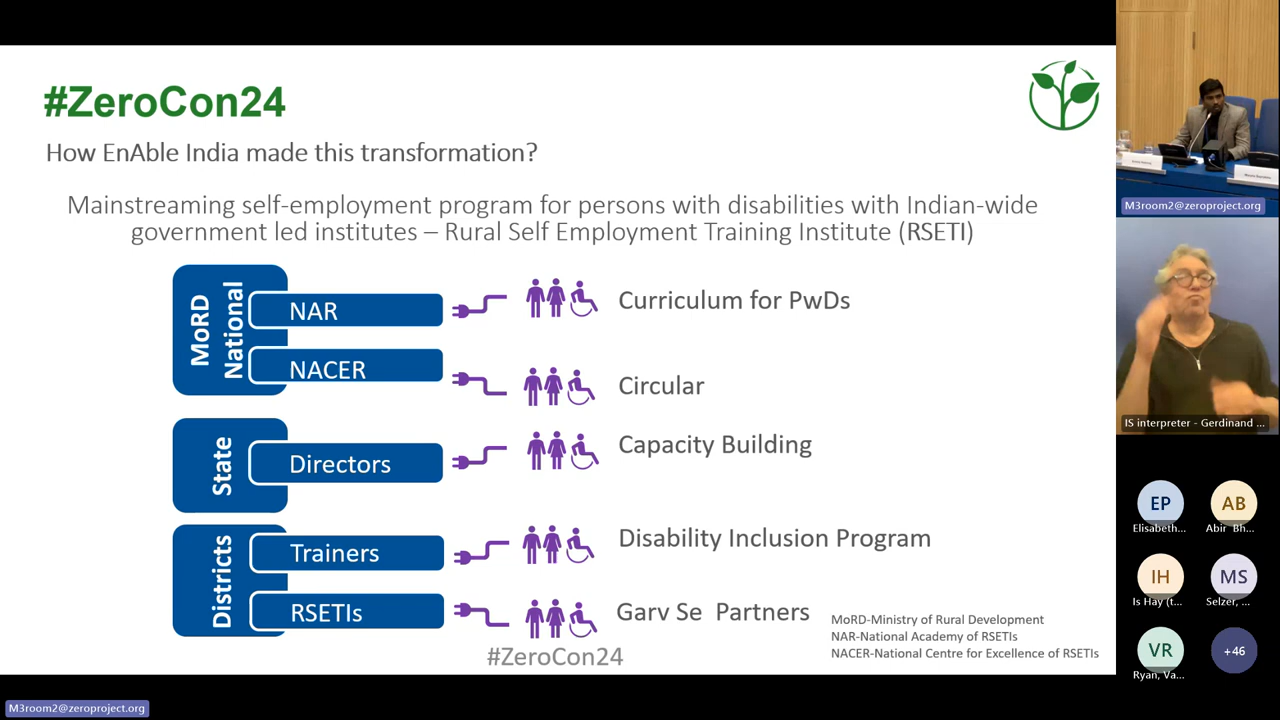 #ZeroCon24
How EnAble India made this transformation?
Mainstreaming self-employment program for persons with disabilities with Indian-wide
government led institutes – Rural Self Employment Training Institute (RSETI)
MoRD
National
NAR
Curriculum for PwDs
NACER
Circular
State
Directors
Capacity Building
Districts
Trainers
Disability Inclusion Program
RSETIs
Garv Se Partners
MoRD-Ministry of Rural Development
NAR-National Academy of RSETIs
NACER-National Centre for Excellence of RSETIs
#ZeroCon24
M3room2@zeroproject.org
M3room2@zeroproject.org
IS interpreter - Gerdinand ...
EP
Elisabeth...
AB
Abir Bh...
IH
Is Hay (t...
MS
Selzer, ...
VR
Ryan, Va...
+46